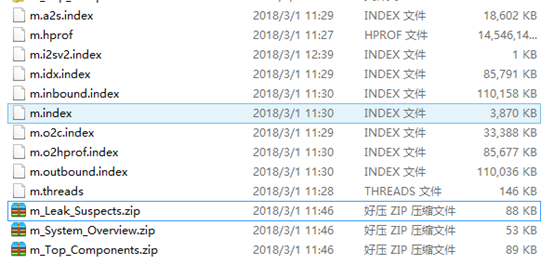 m.a2s.index 2018/3/1 11:29 INDEX 文件 18,602 KB
m.hprof 2018/3/1 11:27 HPROF 文件 14,546,14...
m.i2sv2.index 2018/3/1 12:39 INDEX 文件 1 KB
m.idx.index 2018/3/1 11:30 INDEX 文件 85,791 KB
m.inbound.index 2018/3/1 11:30 INDEX 文件 110,158 KB
m.index 2018/3/1 11:30 INDEX 文件 3,870 KB
m.o2c.index 2018/3/1 11:29 INDEX 文件 33,388 KB
m.o2hprof.index 2018/3/1 11:30 INDEX 文件 85,677 KB
m.outbound.index 2018/3/1 11:30 INDEX 文件 110,036 KB
m.threads 2018/3/1 11:28 THREADS 文件 146 KB
m_Leak_Suspects.zip 2018/3/1 11:46 好压 ZIP 压缩文件 88 KB
m_System_Overview.zip 2018/3/1 11:46 好压 ZIP 压缩文件 53 KB
m_Top_Components.zip 2018/3/1 11:46 好压 ZIP 压缩文件 89 KB